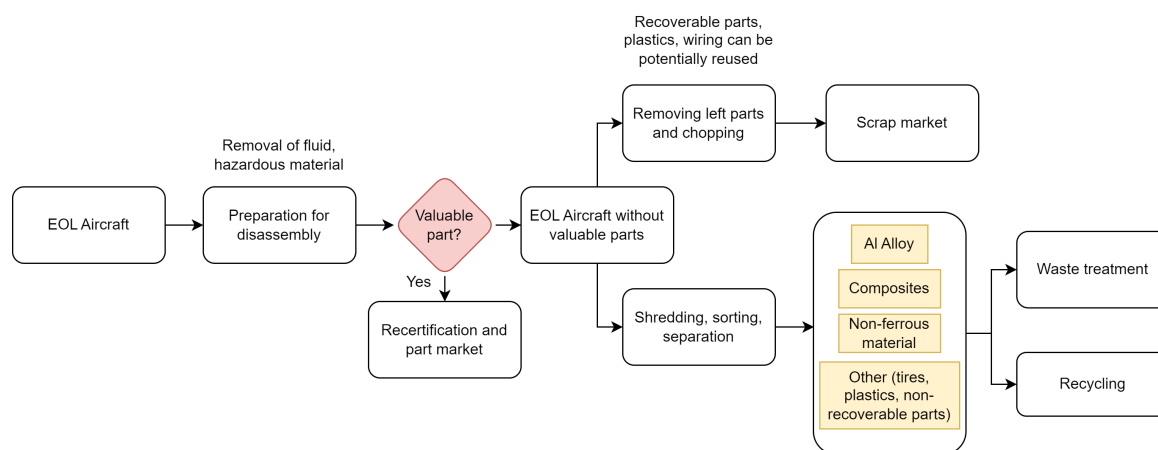 Recoverable parts,
plastics, wiring can be
potentially reused
Removing left parts
and chopping
Scrap market
Removal of fluid,
hazardous material
EOL Aircraft
Preparation for
disassembly
Valuable
part?
EOL Aircraft without
valuable parts
Yes
Recertification and
part market
Shredding, sorting,
separation
Al Alloy
Composites
Non-ferrous
material
Other (tires,
plastics, non-
recoverable parts)
Waste treatment
Recycling